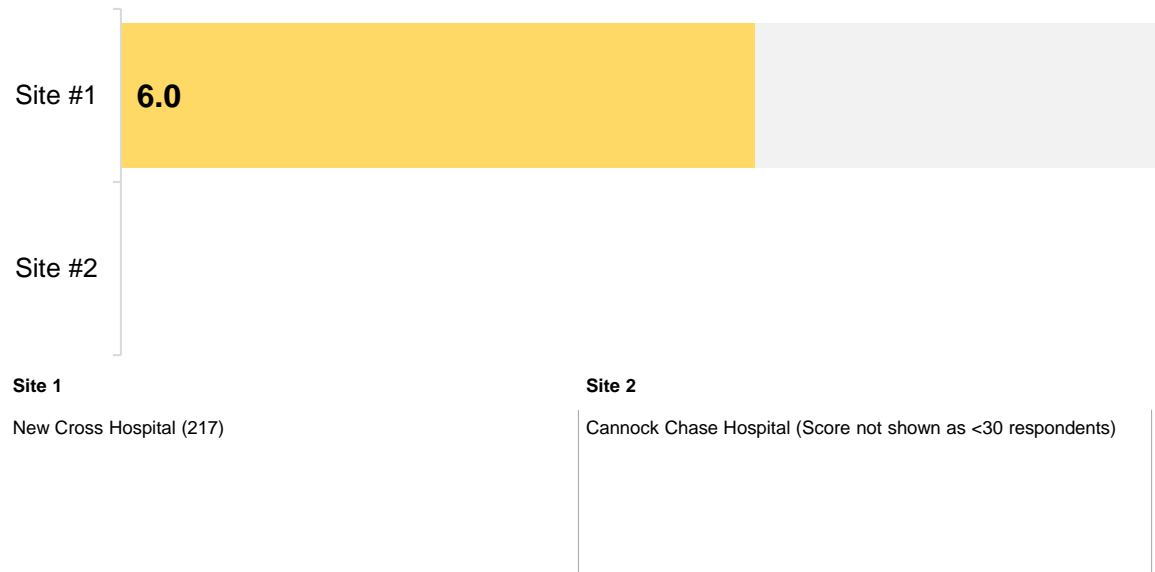 Site #1
6.0
Site #2
Site 1
New Cross Hospital (217)
Site 2
Cannock Chase Hospital (Score not shown as <30 respondents)